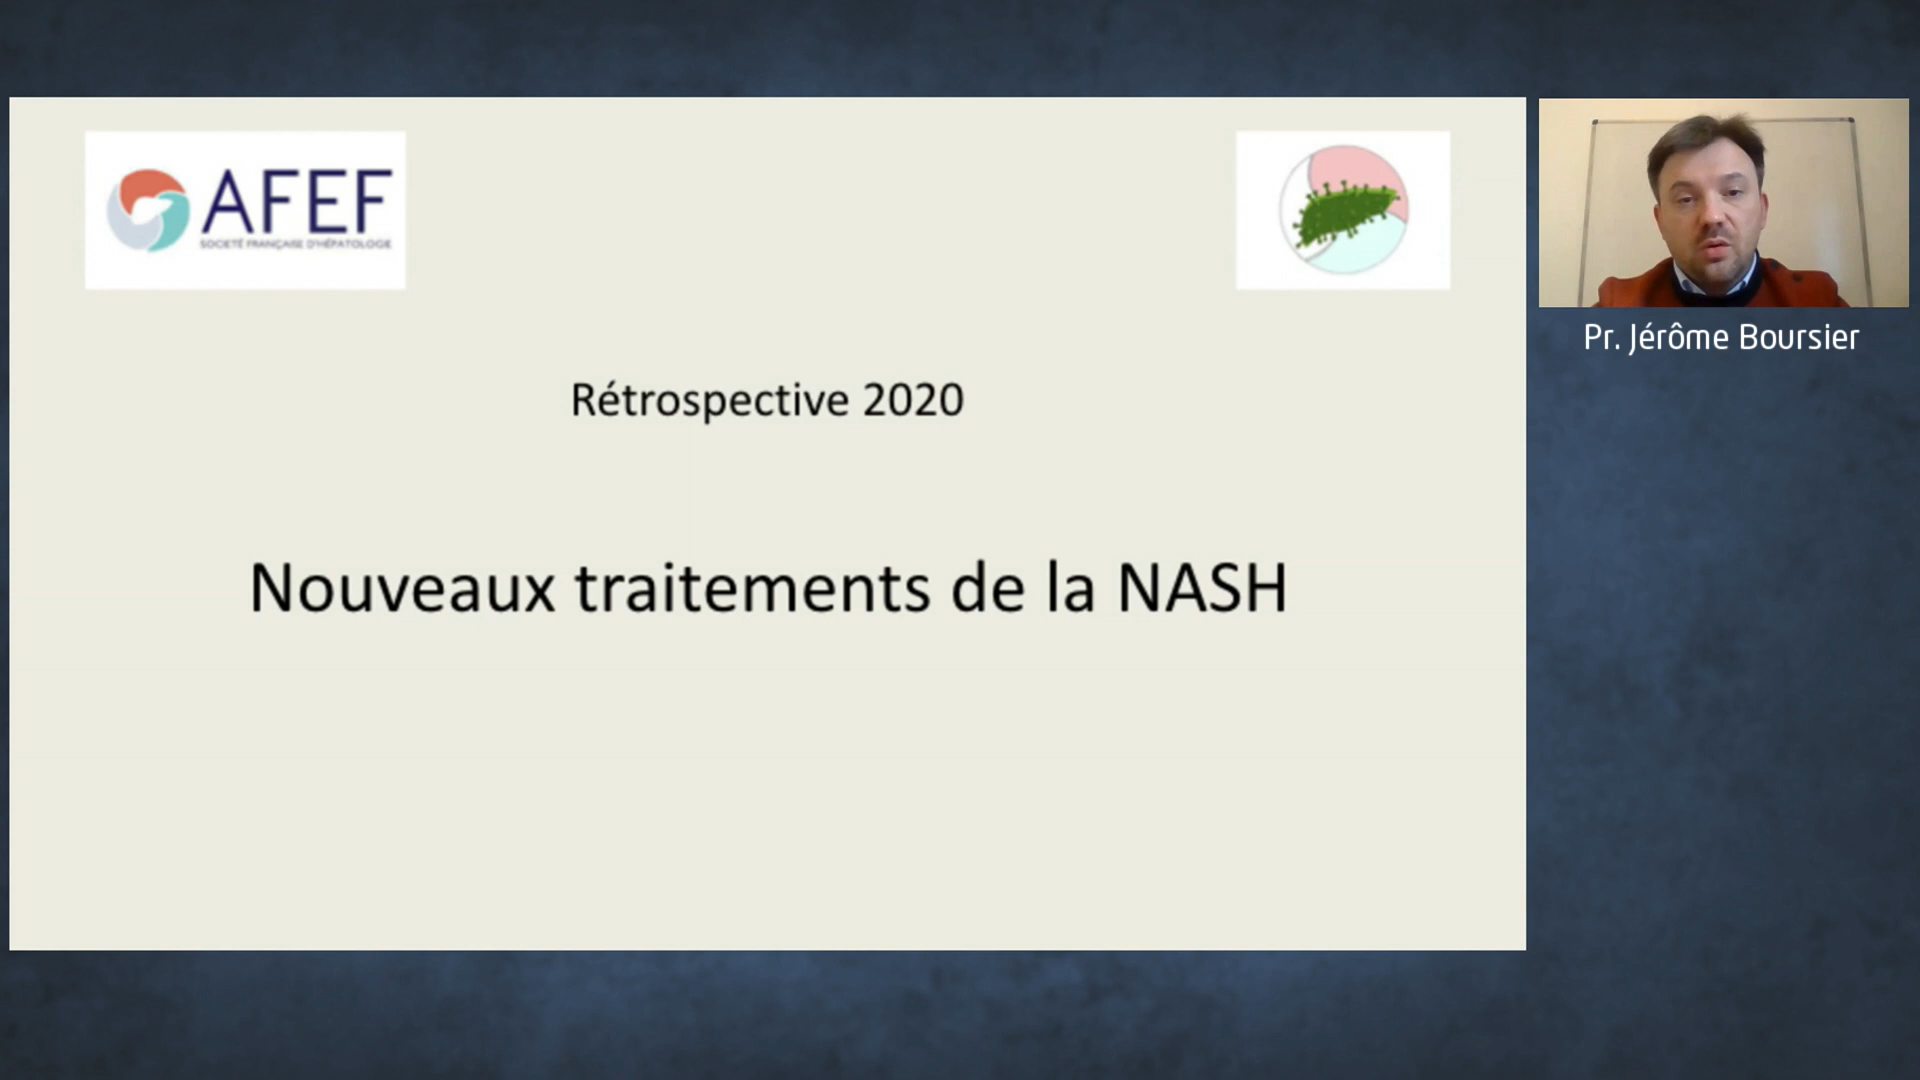 AFEF
SOCIÉTÉ FRANÇAISE D'HÉPATOLOGIE
Rétrospective 2020
Nouveaux traitements de la NASH
Pr. Jérôme Boursier